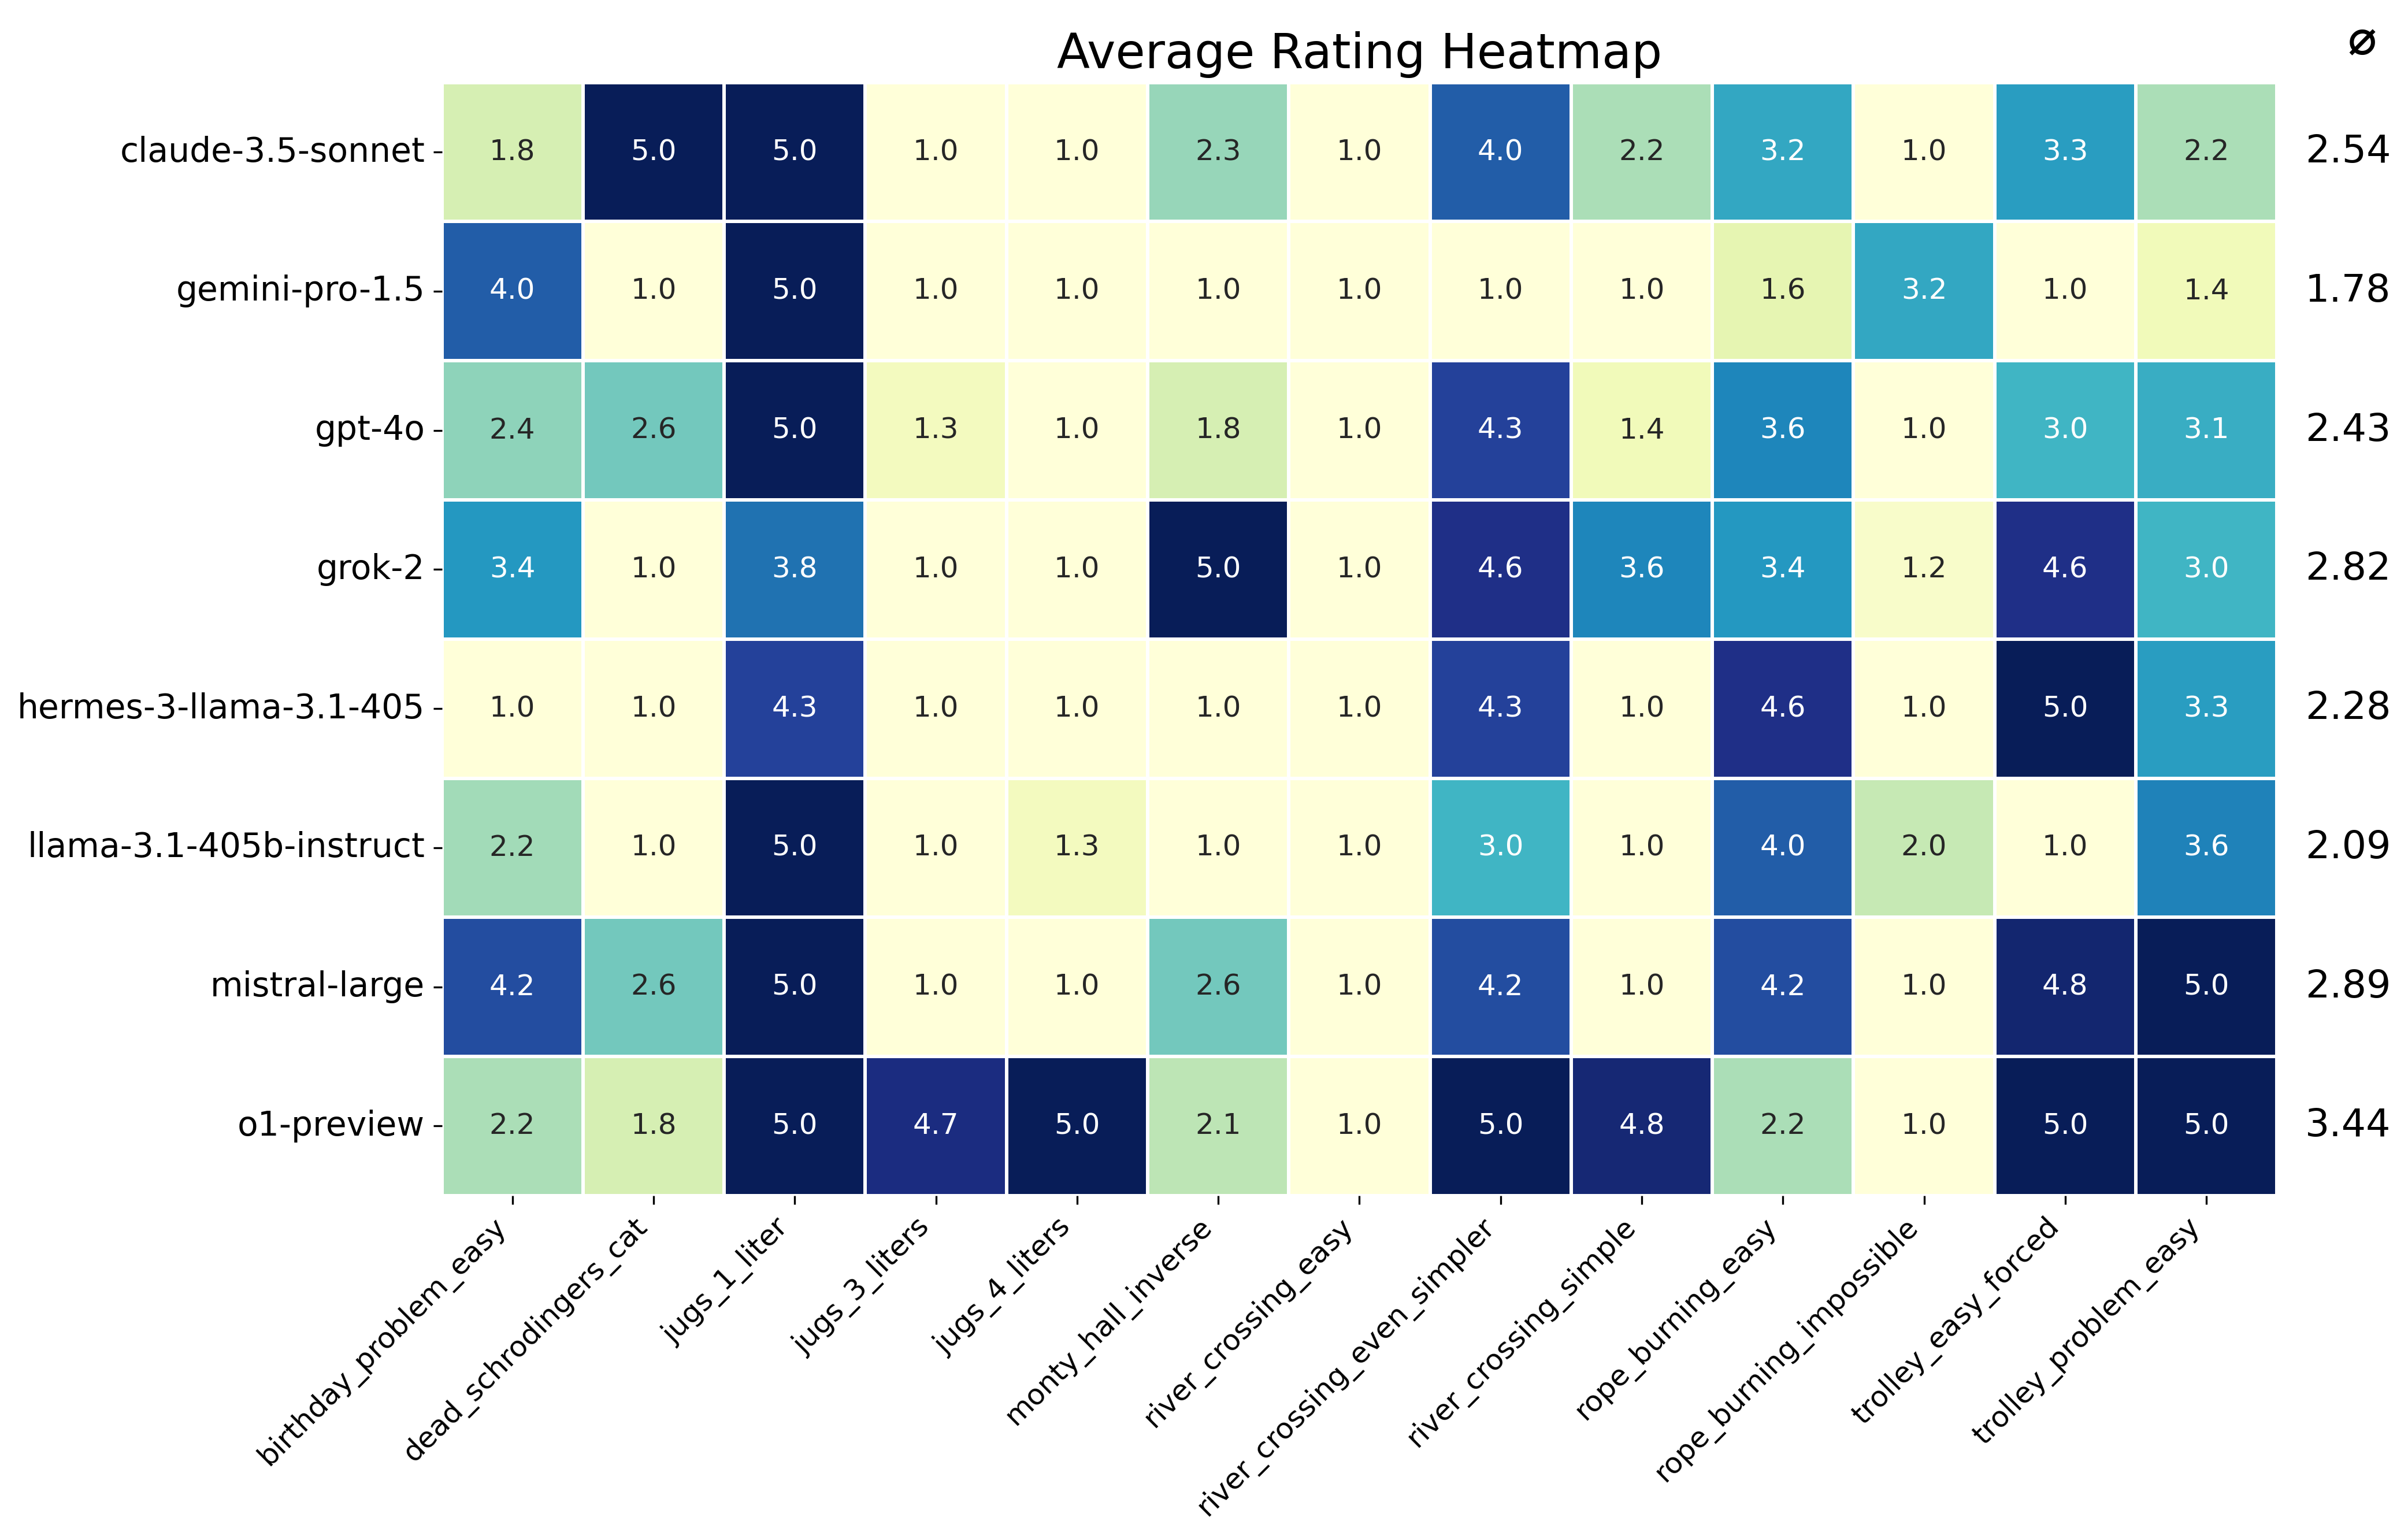 Average Rating Heatmap ⌀
claude-3.5-sonnet 1.8 5.0 5.0 1.0 1.0 2.3 1.0 4.0 2.2 3.2 1.0 3.3 2.2 2.54
gemini-pro-1.5 4.0 1.0 5.0 1.0 1.0 1.0 1.0 1.0 1.0 1.6 3.2 1.0 1.4 1.78
gpt-4o 2.4 2.6 5.0 1.3 1.0 1.8 1.0 4.3 1.4 3.6 1.0 3.0 3.1 2.43
grok-2 3.4 1.0 3.8 1.0 1.0 5.0 1.0 4.6 3.6 3.4 1.2 4.6 3.0 2.82
hermes-3-llama-3.1-405 1.0 1.0 4.3 1.0 1.0 1.0 1.0 4.3 1.0 4.6 1.0 5.0 3.3 2.28
llama-3.1-405b-instruct 2.2 1.0 5.0 1.0 1.3 1.0 1.0 3.0 1.0 4.0 2.0 1.0 3.6 2.09
mistral-large 4.2 2.6 5.0 1.0 1.0 2.6 1.0 4.2 1.0 4.2 1.0 4.8 5.0 2.89
o1-preview 2.2 1.8 5.0 4.7 5.0 2.1 1.0 5.0 4.8 2.2 1.0 5.0 5.0 3.44
birthday_problem_easy
dead_schrodingers_cat
jugs_1_liter
jugs_3_liters
jugs_4_liters
monty_hall_inverse
river_crossing_easy
river_crossing_even_simpler
river_crossing_simple
rope_burning_easy
rope_burning_impossible
trolley_easy_forced
trolley_problem_easy